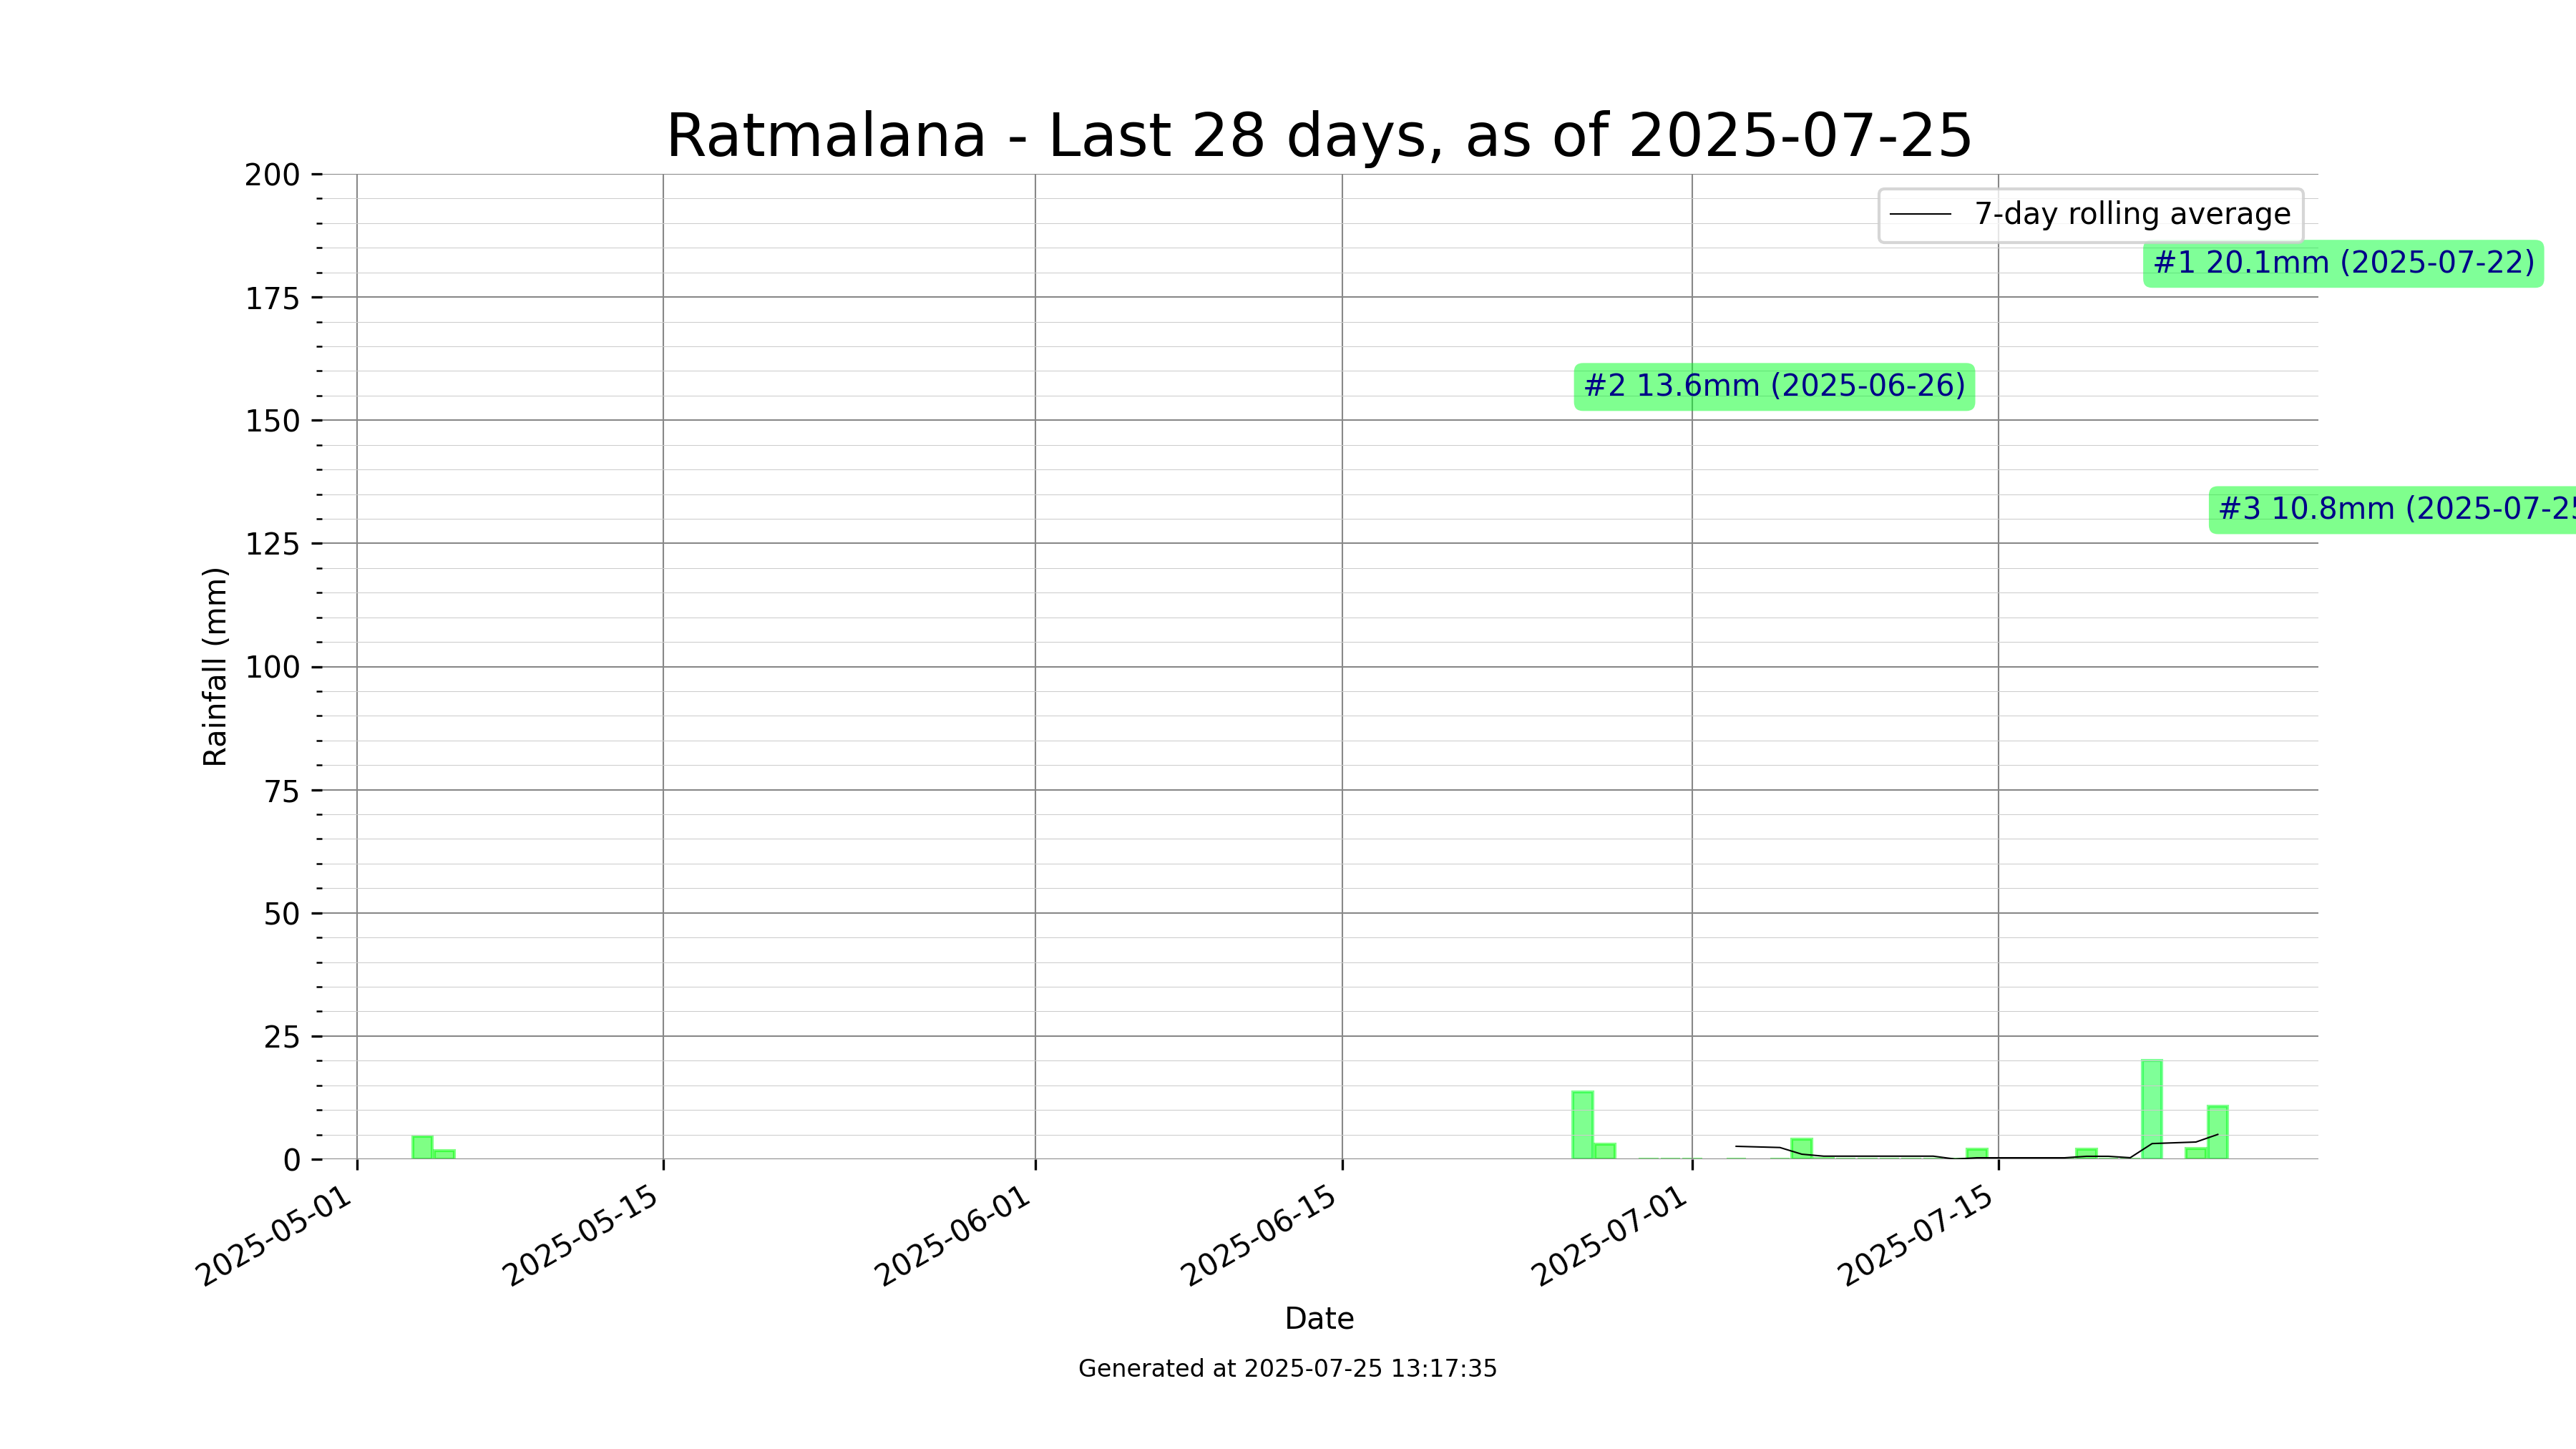 Ratmalana - Last 28 days, as of 2025-07-25
200
175
150
125
100
75
50
25
0
Rainfall (mm)
7-day rolling average
#1 20.1mm (2025-07-22)
#2 13.6mm (2025-06-26)
#3 10.8mm (2025-07-25
2025-05-01
2025-05-15
2025-06-01
2025-06-15
2025-07-01
2025-07-15
Date
Generated at 2025-07-25 13:17:35